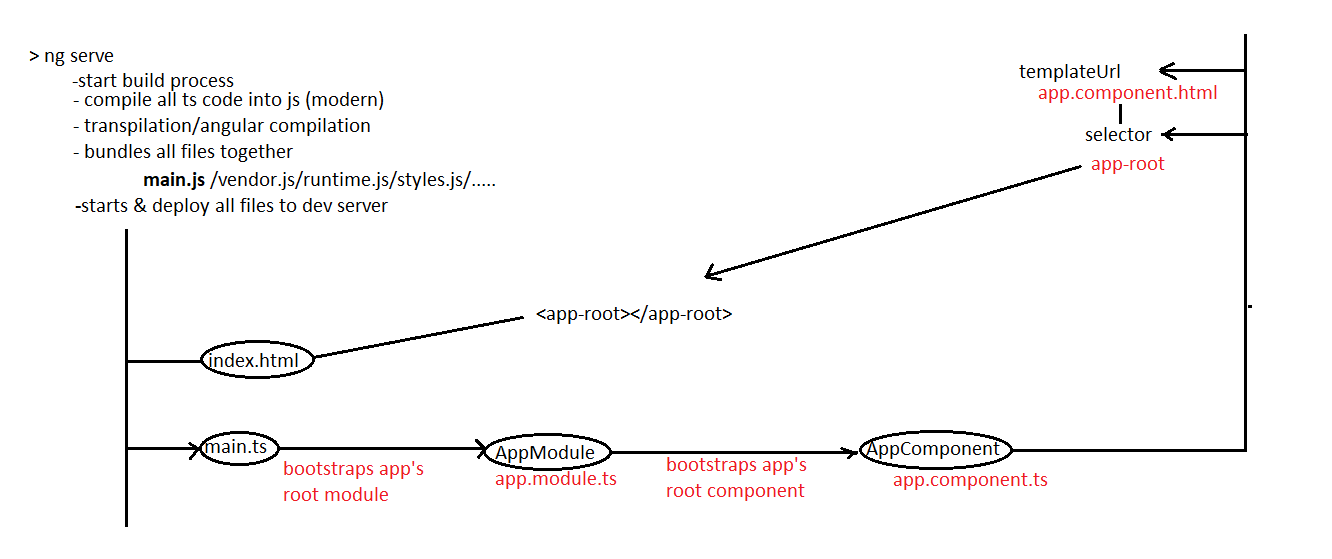 > ng serve
-start build process
- compile all ts code into js (modern)
- transpilation/angular compilation
- bundles all files together
main.js /vendor.js/runtime.js/styles.js/.....
-starts & deploy all files to dev server
templateUrl
app.component.html
selector
app-root
<app-root></app-root>
index.html
main.ts
bootstraps app's
root module
AppModule
app.module.ts
bootstraps app's
root component
AppComponent
app.component.ts